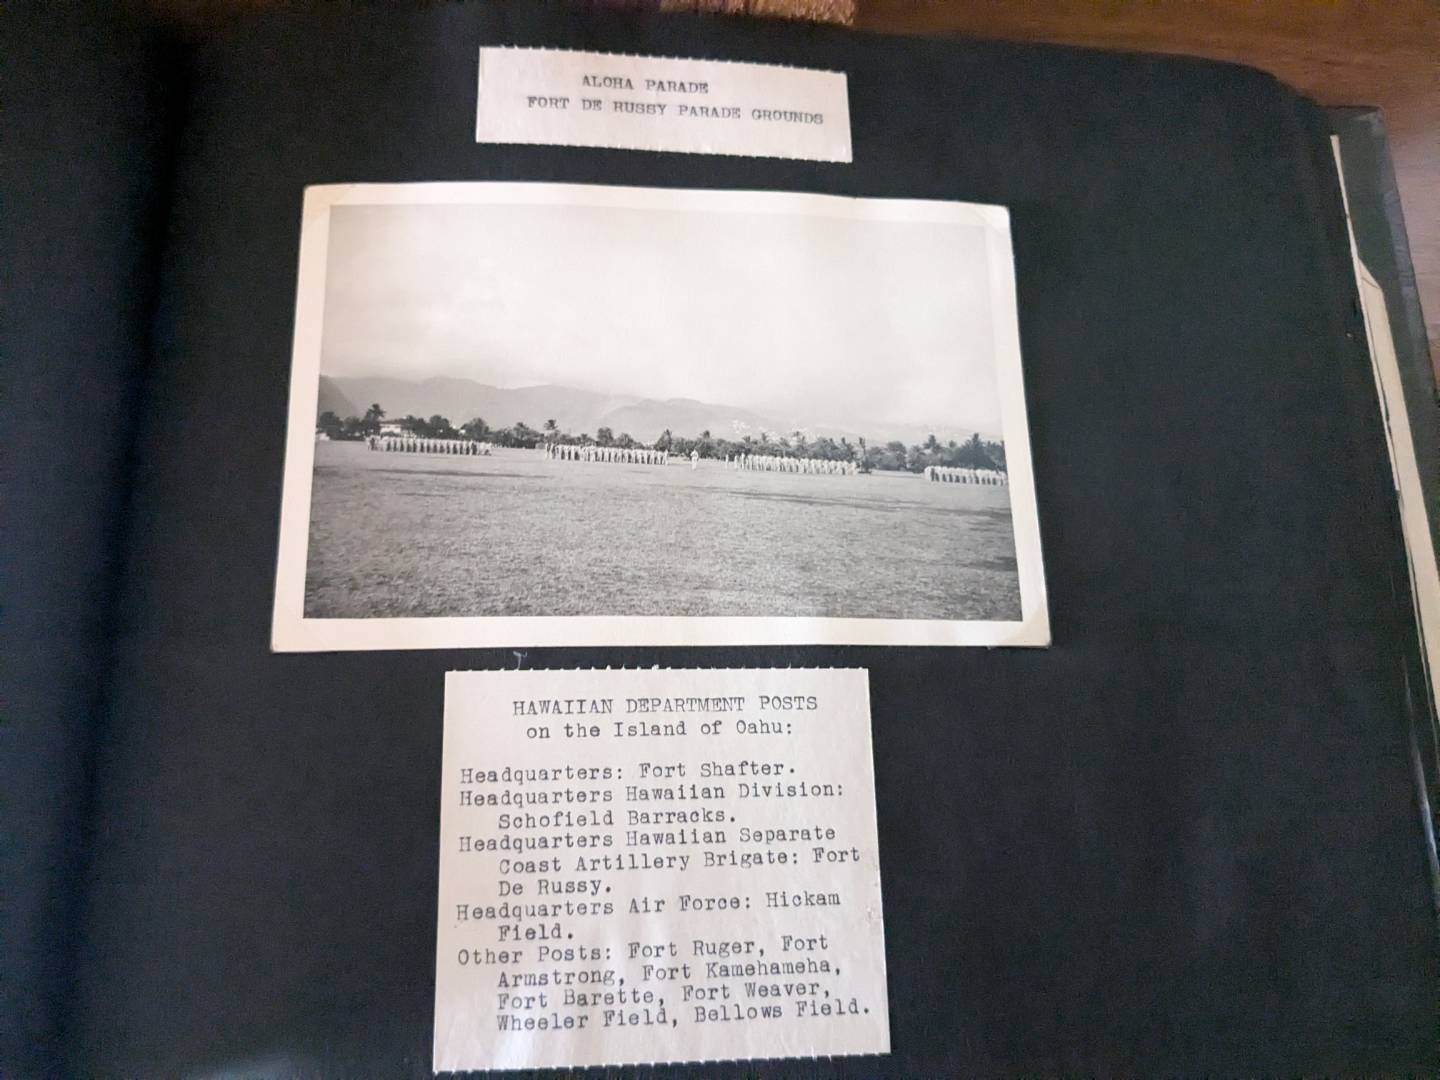 ALOHA PARADE
FORT DE RUSSY PARADE GROUNDS
HAWAIIAN DEPARTMENT POSTS
on the Island of Oahu:
Headquarters: Fort Shafter.
Headquarters Hawaiian Division:
Schofield Barracks.
Headquarters Hawaiian Separate
Coast Artillery Brigate: Fort
De Russy.
Headquarters Air Force: Hickam
Field.
Other Posts: Fort Ruger, Fort
Armstrong, Fort Kamehameha,
Fort Barette, Fort Weaver,
Wheeler Field, Bellows Field.